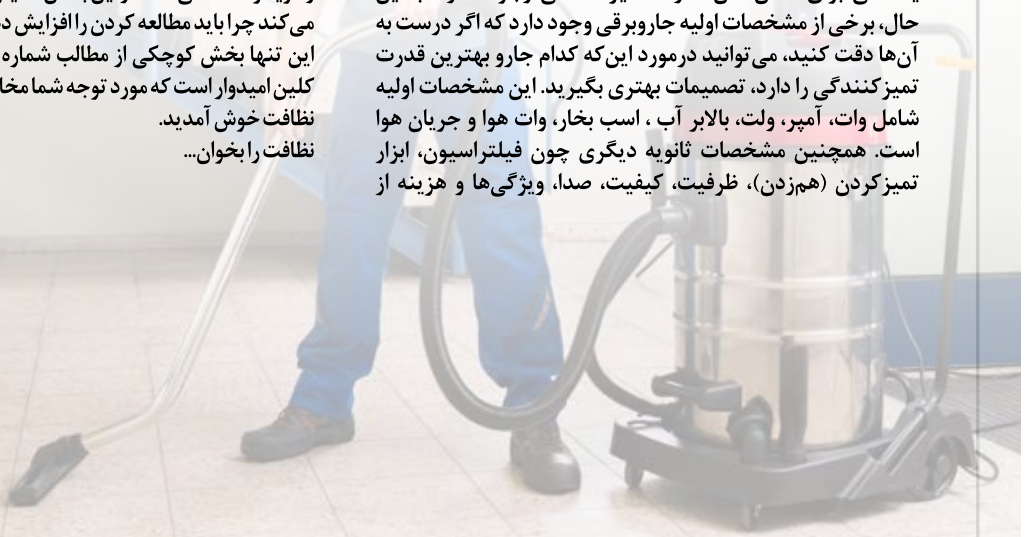 حال، برخی از مشخصات اولیه جاروبرقی وجود دارد که اگر درست به
آن‌ها دقت کنید، می‌توانید درمورد این‌که کدام جارو بهترین قدرت
تمیزکنندگی را دارد، تصمیمات بهتری بگیرید. این مشخصات اولیه
شامل وات، آمپر، ولت، بالابر آب ، اسب بخار، وات هوا و جریان هوا
است. همچنین مشخصات ثانویه دیگری چون فیلتراسیون، ابزار
تمیزکردن (هم‌زدن)، ظرفیت، کیفیت، صدا، ویژگی‌ها و هزینه از
می‌کند چرا باید مطالعه کردن را افزایش
این تنها بخش کوچکی از مطالب شماره
کلین امیدوار است که مورد توجه شما
نظافت خوش آمدید.
نظافت را بخوان...